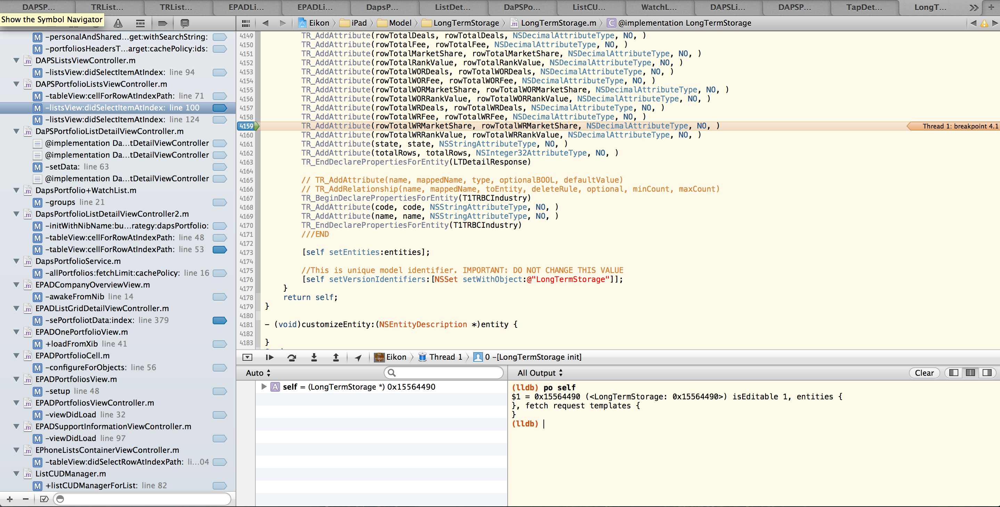 DAPSP...
TRList...
TRList...
EPADLi...
EPADLi...
DapsP...
ListDet...
DaPSPo...
ListCU...
WatchL...
DAPSLi...
DAPSP...
TapDet...
LongT...
Show the Symbol Navigator
Eikon
iPad
Model
LongTermStorage
LongTermStorage.m
@implementation LongTermStorage
-personalAndShared...get:withSearchString:
-portfoliosHeadersT...arget:cachePolicy:ids:
DAPSListsViewController.m
-listsView:didSelectItemAtIndex: line 94
DAPSPortfolioListsViewController.m
-tableView:cellForRowAtIndexPath: line 71
-listsView:didSelectItemAtIndex: line 100
-listsView:didSelectItemAtIndex: line 124
DaPSPortfolioListDetailViewController.m
@implementation Da...tDetailViewController
@implementation Da...tDetailViewController
-setData: line 63
@implementation Da...tDetailViewController
DapsPortfolio+WatchList.m
-groups line 21
DapsPortfolioListDetailViewController2.m
-initWithNibName:bu...rategy:dapsPortfolio:
-tableView:cellForRowAtIndexPath: line 48
-tableView:cellForRowAtIndexPath: line 53
DapsPortfolioService.m
-allPortfolios:fetchLimit:cachePolicy: line 16
EPADCompanyOverviewView.m
-awakeFromNib line 14
EPADListGridDetailViewController.m
-sePortfoliotData:index: line 379
EPADOnePortfolioView.m
+loadFromXib line 41
EPADPortfolioCell.m
-configureForObjects: line 56
EPADPortfoliosView.m
-setup line 48
EPADPortfoliosViewController.m
-viewDidLoad line 32
EPADSupportInformationViewController.m
-viewDidLoad line 97
EPhoneListsContainerViewController.m
-tableView:didSelectRowAtIndexPath: li...04
ListCUDManager.m
+listCUDManagerForList: line 82
4149 TR_AddAttribute(rowTotalDeals, rowTotalDeals, NSDecimalAttributeType, NO, )
4150 TR_AddAttribute(rowTotalFee, rowTotalFee, NSDecimalAttributeType, NO, )
4151 TR_AddAttribute(rowTotalMarketShare, rowTotalMarketShare, NSDecimalAttributeType, NO, )
4152 TR_AddAttribute(rowTotalRankValue, rowTotalRankValue, NSDecimalAttributeType, NO, )
4153 TR_AddAttribute(rowTotalWORDeals, rowTotalWORDeals, NSDecimalAttributeType, NO, )
4154 TR_AddAttribute(rowTotalWORFee, rowTotalWORFee, NSDecimalAttributeType, NO, )
4155 TR_AddAttribute(rowTotalWORMarketShare, rowTotalWORMarketShare, NSDecimalAttributeType, NO, )
4156 TR_AddAttribute(rowTotalWORRankValue, rowTotalWORRankValue, NSDecimalAttributeType, NO, )
4157 TR_AddAttribute(rowTotalWRDeals, rowTotalWRDeals, NSDecimalAttributeType, NO, )
4158 TR_AddAttribute(rowTotalWRFee, rowTotalWRFee, NSDecimalAttributeType, NO, )
4159 TR_AddAttribute(rowTotalWRMarketShare, rowTotalWRMarketShare, NSDecimalAttributeType, NO, ) Thread 1: breakpoint 4.1
4160 TR_AddAttribute(rowTotalWRRankValue, rowTotalWRRankValue, NSDecimalAttributeType, NO, )
4161 TR_AddAttribute(state, state, NSStringAttributeType, NO, )
4162 TR_AddAttribute(totalRows, totalRows, NSInteger32AttributeType, NO, )
4163 TR_EndDeclarePropertiesForEntity(LTDetailResponse)
4164
4165 // TR_AddAttribute(name, mappedName, type, optionalBOOL, defaultValue)
4166 // TR_AddRelationship(name, mappedName, toEntity, deleteRule, optional, minCount, maxCount)
4167 TR_BeginDeclarePropertiesForEntity(T1TRBCIndustry)
4168 TR_AddAttribute(code, code, NSStringAttributeType, NO, )
4169 TR_AddAttribute(name, name, NSStringAttributeType, NO, )
4170 TR_EndDeclarePropertiesForEntity(T1TRBCIndustry)
4171 ///END
4172
4173 [self setEntities:entities];
4174
4175 //This is unique model identifier. IMPORTANT: DO NOT CHANGE THIS VALUE
4176 [self setVersionIdentifiers:[NSSet setWithObject:@"LongTermStorage"]];
4177 }
4178 return self;
4179 }
4180
4181 - (void)customizeEntity:(NSEntityDescription *)entity {
4182
4183 }
Eikon
Thread 1
0 -[LongTermStorage init]
Auto
All Output
Clear
A self = (LongTermStorage *) 0x15564490
(lldb) po self
$1 = 0x15564490 (<LongTermStorage: 0x15564490>) isEditable 1, entities {
}, fetch request templates {
}
(lldb)